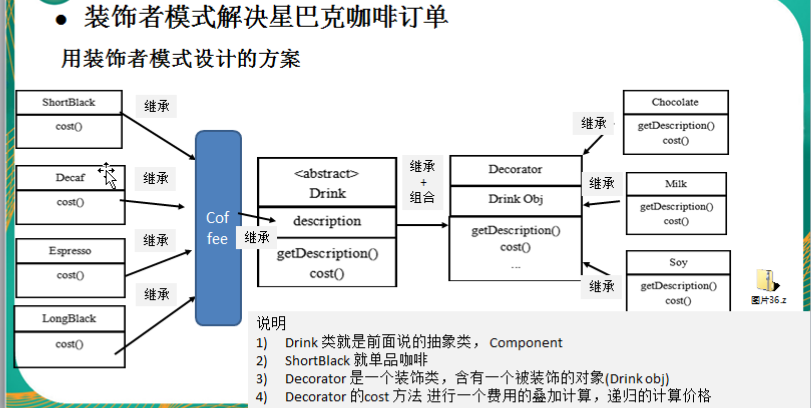 ● 装饰者模式解决星巴克咖啡订单
用装饰者模式设计的方案
ShortBlack
cost()
继承
Decaf
cost()
继承
Espresso
cost()
继承
LongBlack
cost()
继承
Cof
fee
继承
<abstract>
Drink
description
getDescription()
cost()
继承
+
组合
Decorator
Drink Obj
getDescription()
cost()
...
继承
Chocolate
getDescription()
cost()
继承
Milk
getDescription()
cost()
继承
Soy
getDescription()
cost()
图片36.z
说明
1) Drink 类就是前面说的抽象类， Component
2) ShortBlack 就单品咖啡
3) Decorator 是一个装饰类，含有一个被装饰的对象(Drink obj)
4) Decorator 的cost 方法 进行一个费用的叠加计算，递归的计算价格